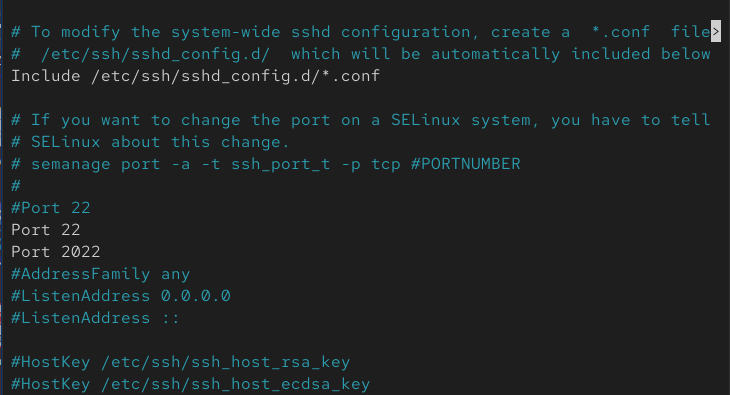 # To modify the system-wide sshd configuration, create a  *.conf  file>
#  /etc/ssh/sshd_config.d/  which will be automatically included below
Include /etc/ssh/sshd_config.d/*.conf
# If you want to change the port on a SELinux system, you have to tell
# SELinux about this change.
# semanage port -a -t ssh_port_t -p tcp #PORTNUMBER
#
#Port 22
Port 22
Port 2022
#AddressFamily any
#ListenAddress 0.0.0.0
#ListenAddress ::
#HostKey /etc/ssh/ssh_host_rsa_key
#HostKey /etc/ssh/ssh_host_ecdsa_key